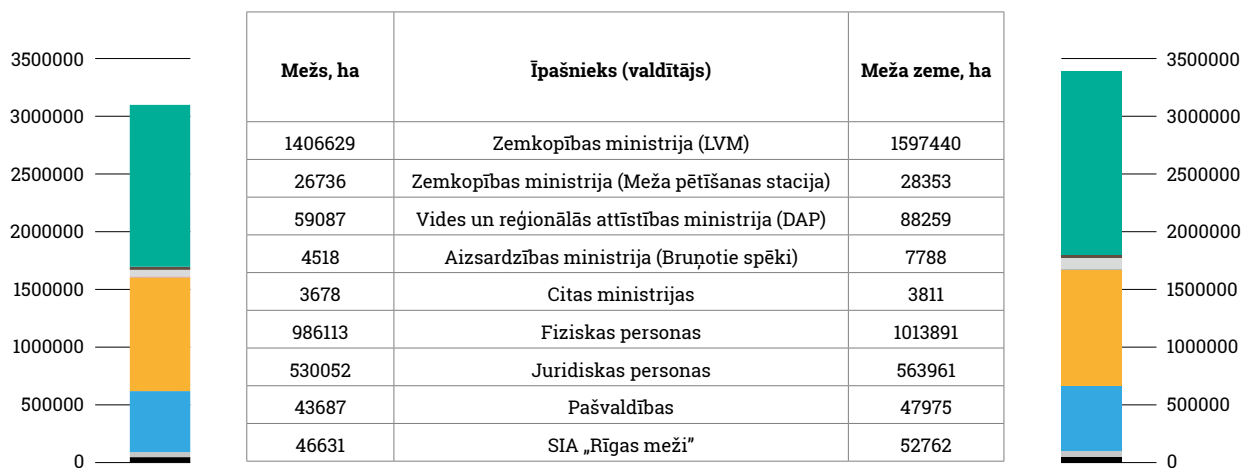 3500000
3000000
2500000
2000000
1500000
1000000
500000
0
Mežs, ha Īpašnieks (valdītājs) Meža zeme, ha
1406629 Zemkopības ministrija (LVM) 1597440
26736 Zemkopības ministrija (Meža pētīšanas stacija) 28353
59087 Vides un reģionālās attīstības ministrija (DAP) 88259
4518 Aizsardzības ministrija (Bruņotie spēki) 7788
3678 Citas ministrijas 3811
986113 Fiziskas personas 1013891
530052 Juridiskas personas 563961
43687 Pašvaldības 47975
46631 SIA „Rīgas meži” 52762
3500000
3000000
2500000
2000000
1500000
1000000
500000
0